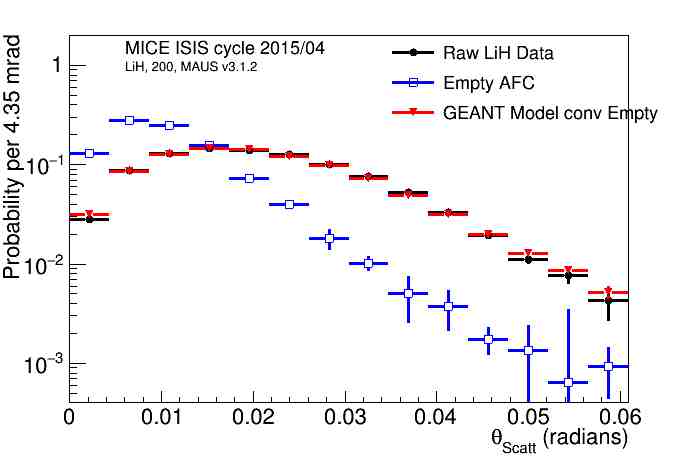 MICE ISIS cycle 2015/04
LiH, 200, MAUS v3.1.2
Raw LiH Data
Empty AFC
GEANT Model conv Empty
Probability per 4.35 mrad
1
10⁻¹
10⁻²
10⁻³
0 0.01 0.02 0.03 0.04 0.05 0.06
θScatt (radians)